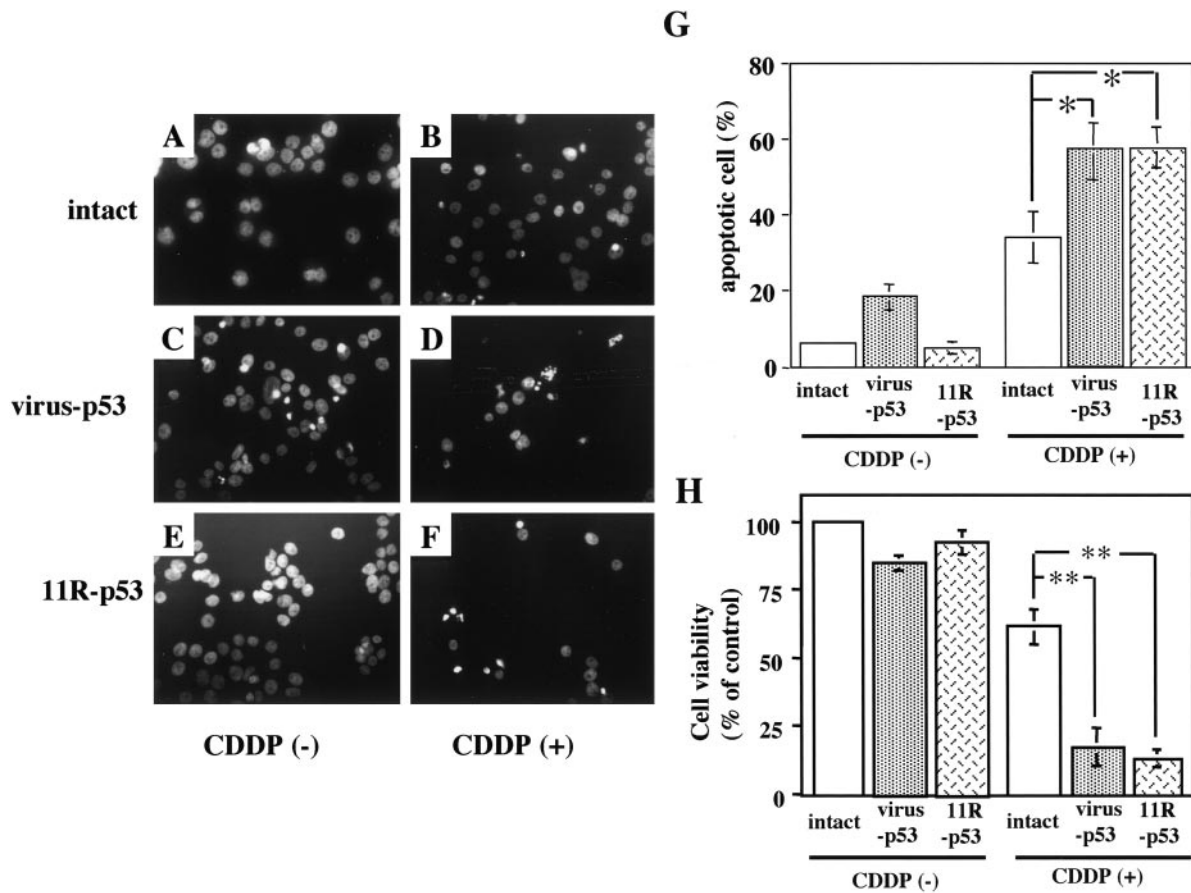 A
B
intact
C
D
virus-p53
E
F
11R-p53
CDDP (-)
CDDP (+)
G
apoptotic cell (%)
80
60
40
20
0
*
*
intact
virus
-p53
11R
-p53
intact
virus
-p53
11R
-p53
CDDP (-)
CDDP (+)
H
Cell viability
(% of control)
100
75
50
25
0
**
**
intact
virus
-p53
11R
-p53
intact
virus
-p53
11R
-p53
CDDP (-)
CDDP (+)